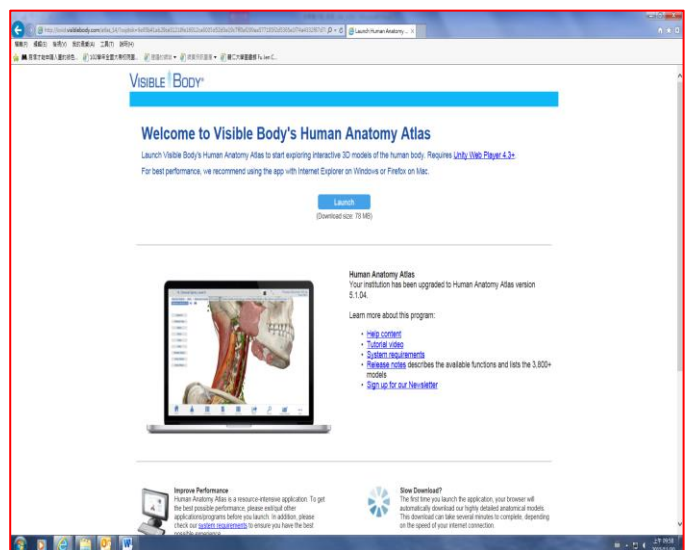 Launch Human Anatomy ...
VISIBLE BODY®
Welcome to Visible Body's Human Anatomy Atlas
Launch Visible Body's Human Anatomy Atlas to start exploring interactive 3D models of the human body. Requires Unity Web Player 4.3+.
For best performance, we recommend using the app with Internet Explorer on Windows or Firefox on Mac.
Launch
(Download size: 78 MB)
Human Anatomy Atlas
Your institution has been upgraded to Human Anatomy Atlas version
5.1.04.
Learn more about this program:
• Help content
• Tutorial video
• System requirements
• Release notes describes the available functions and lists the 3,800+
models
• Sign up for our Newsletter
Improve Performance
Human Anatomy Atlas is a resource-intensive application. To get
the best possible performance, please exit/quit other
applications/programs before you launch. In addition, please
check our system requirements to ensure you have the best
possible experience.
Slow Download?
The first time you launch the application, your browser will
automatically download our highly detailed anatomical models.
This download can take several minutes to complete, depending
on the speed of your internet connection.